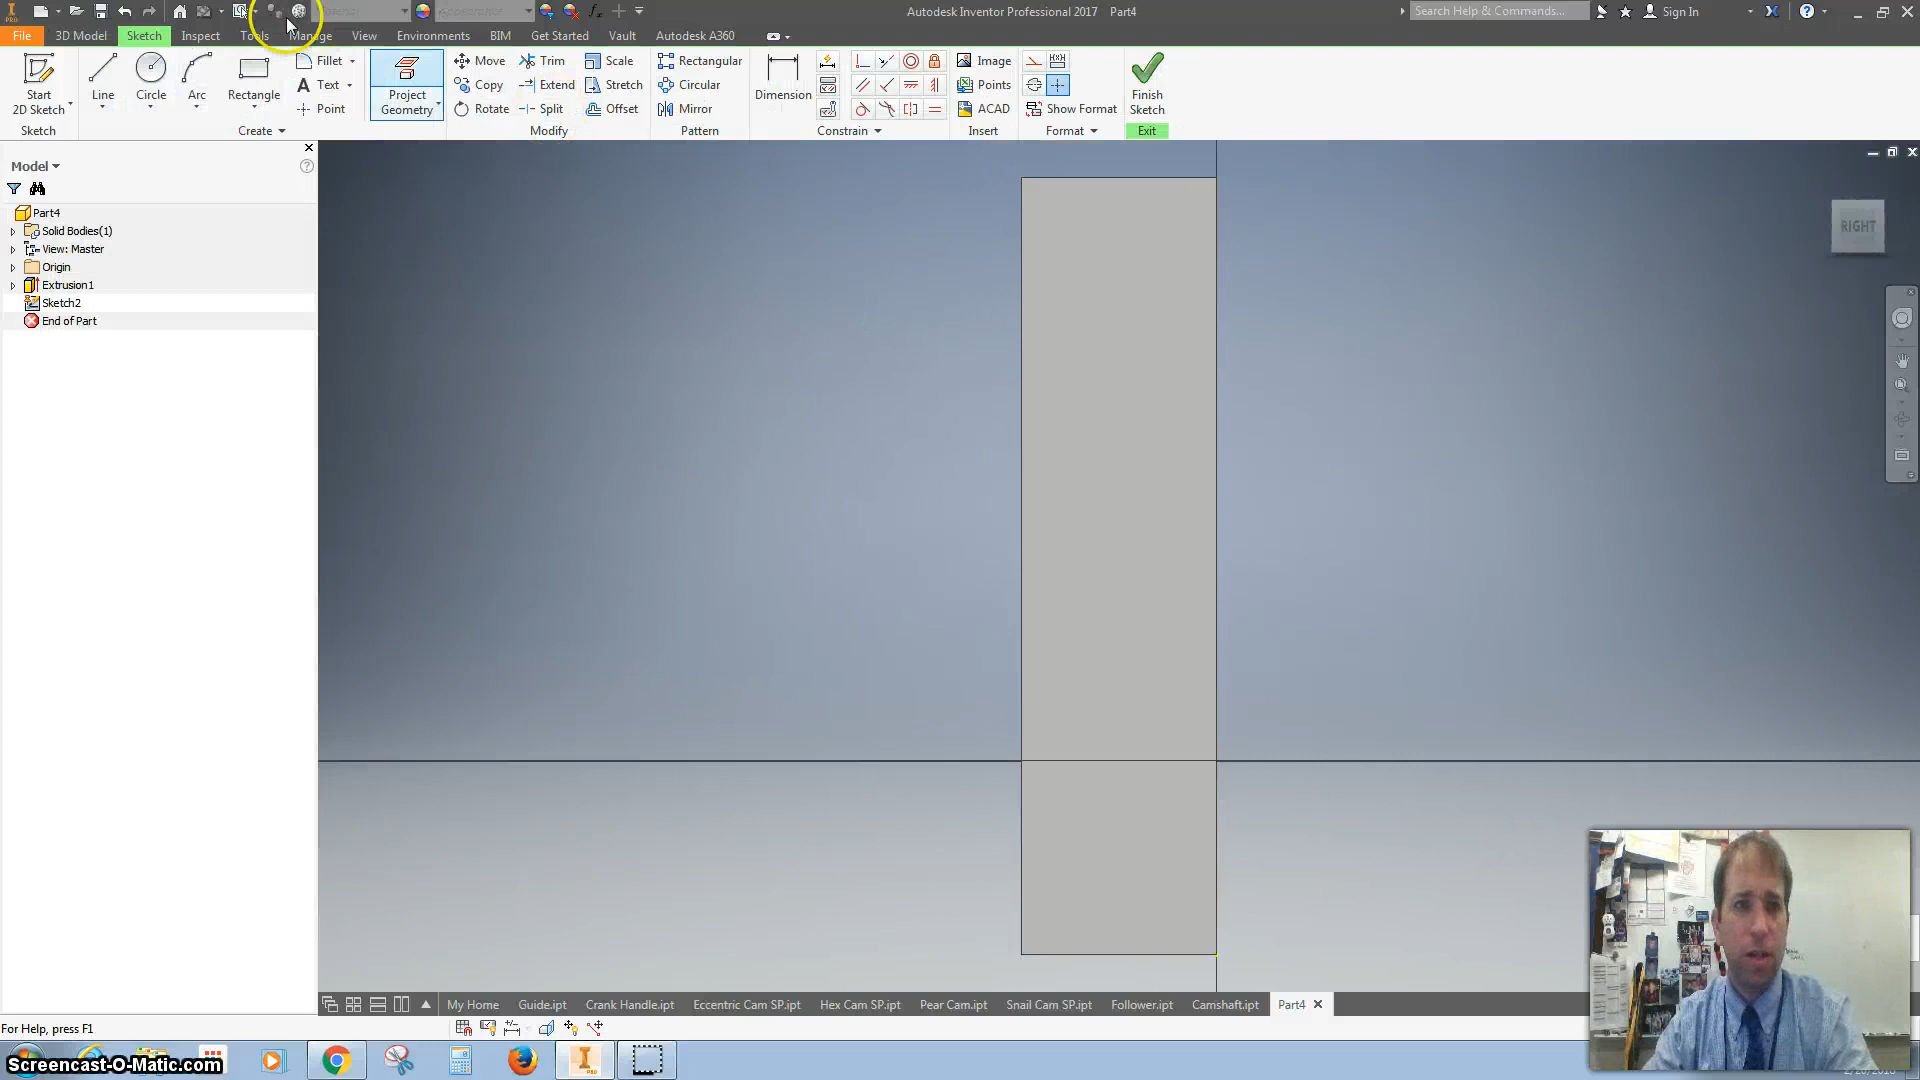 Autodesk Inventor Professional 2017 Part4
Search Help & Commands...
Sign In
File 3D Model Sketch Inspect Tools Manage View Environments BIM Get Started Vault Autodesk A360
Start 2D Sketch
Line
Circle
Arc
Rectangle
Fillet
Text
Point
Project Geometry
Move
Copy
Rotate
Trim
Extend
Split
Scale
Stretch
Offset
Rectangular
Circular
Mirror
Dimension
Image
Points
ACAD
Show Format
Finish Sketch
Sketch Create Modify Pattern Constrain Insert Format Exit
Model
Part4
Solid Bodies(1)
View: Master
Origin
Extrusion1
Sketch2
End of Part
RIGHT
My Home Guide.ipt Crank Handle.ipt Eccentric Cam SP.ipt Hex Cam SP.ipt Pear Cam.ipt Snail Cam SP.ipt Follower.ipt Camshaft.ipt Part4
For Help, press F1
Screencast-O-Matic.com